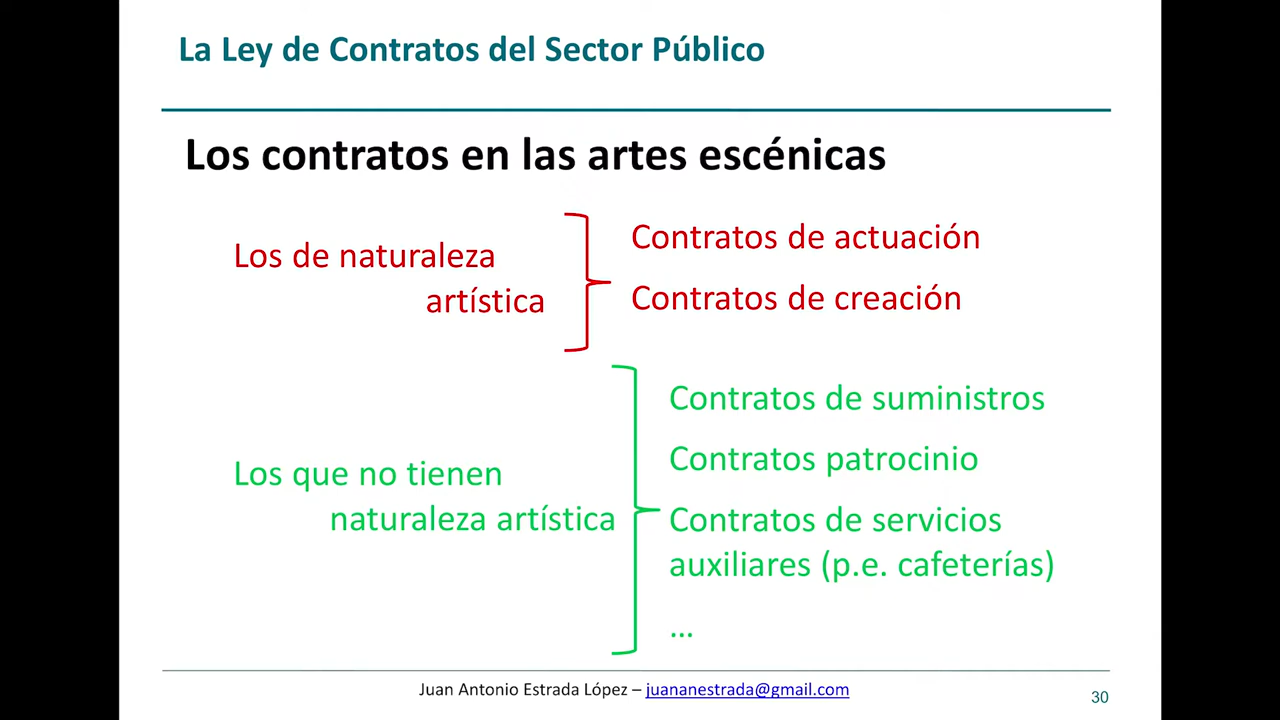 La Ley de Contratos del Sector Público
Los contratos en las artes escénicas
Los de naturaleza
artística
Contratos de actuación
Contratos de creación
Los que no tienen
naturaleza artística
Contratos de suministros
Contratos patrocinio
Contratos de servicios
auxiliares (p.e. cafeterías)
...
Juan Antonio Estrada López – juananestrada@gmail.com
30